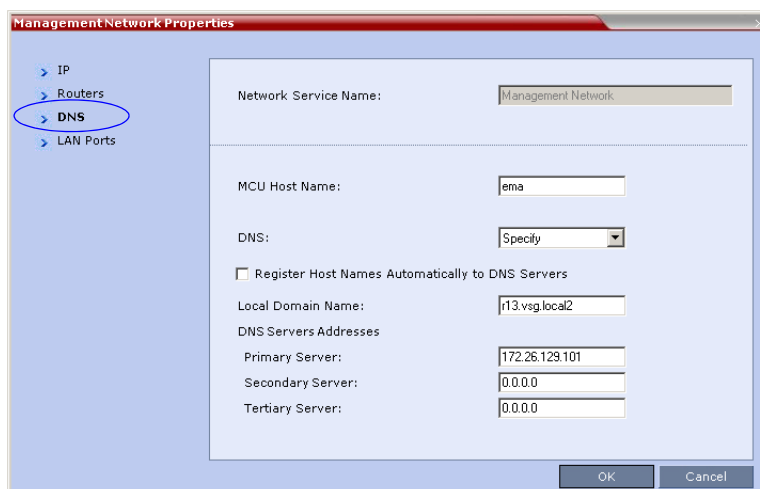 Management Network Properties
IP
Routers
DNS
LAN Ports
Network Service Name: Management Network
MCU Host Name: ema
DNS: Specify
Register Host Names Automatically to DNS Servers
Local Domain Name: r13.vsg.local2
DNS Servers Addresses
Primary Server: 172.26.129.101
Secondary Server: 0.0.0.0
Tertiary Server: 0.0.0.0
OK Cancel